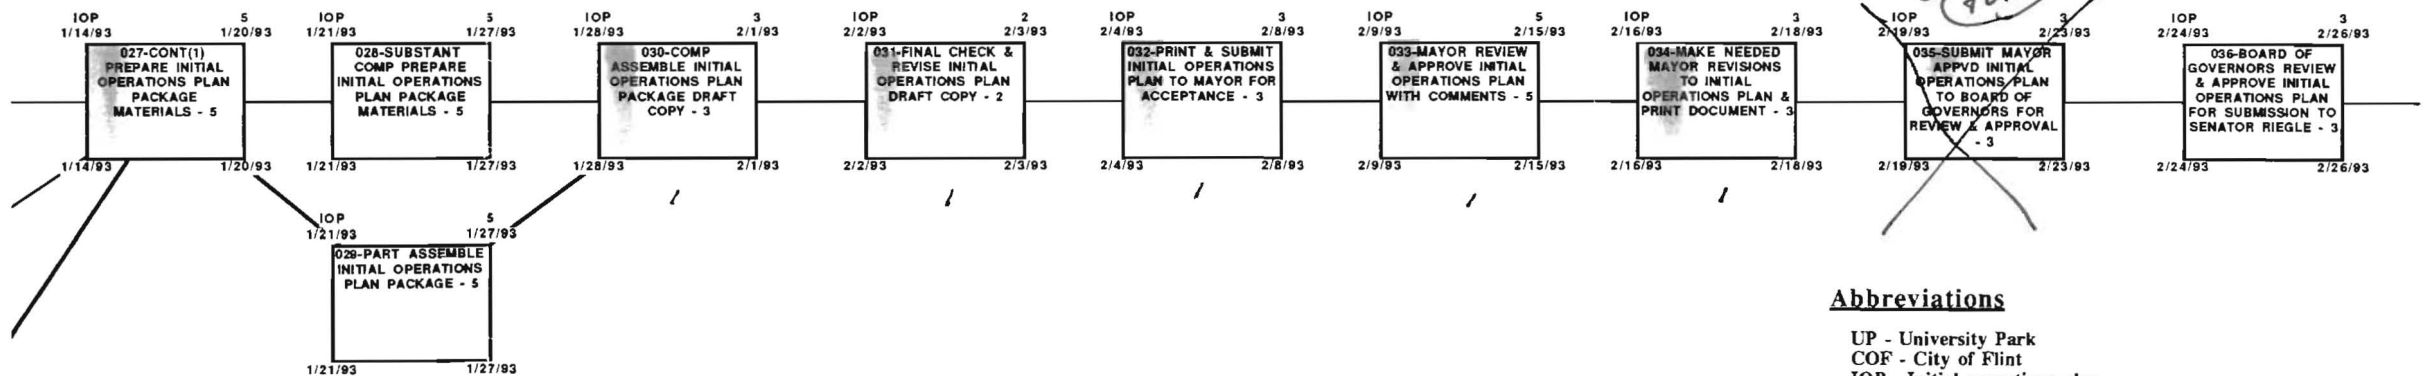 IOP 5
1/14/93 1/20/93
027-CONT(1)
PREPARE INITIAL
OPERATIONS PLAN
PACKAGE
MATERIALS - 5
1/14/93 1/20/93
IOP 5
1/21/93 1/27/93
028-SUBSTANT
COMP PREPARE
INITIAL OPERATIONS
PLAN PACKAGE
MATERIALS - 5
1/21/93 1/27/93
IOP 5
1/21/93 1/27/93
029-PART ASSEMBLE
INITIAL OPERATIONS
PLAN PACKAGE - 5
1/21/93 1/27/93
IOP 3
1/28/93 2/1/93
030-COMP
ASSEMBLE INITIAL
OPERATIONS PLAN
PACKAGE DRAFT
COPY - 3
1/28/93 2/1/93
IOP 2
2/2/93 2/3/93
031-FINAL CHECK &
REVISE INITIAL
OPERATIONS PLAN
DRAFT COPY - 2
2/2/93 2/3/93
IOP 3
2/4/93 2/8/93
032-PRINT & SUBMIT
INITIAL OPERATIONS
PLAN TO MAYOR FOR
ACCEPTANCE - 3
2/4/93 2/8/93
IOP 5
2/9/93 2/15/93
033-MAYOR REVIEW
& APPROVE INITIAL
OPERATIONS PLAN
WITH COMMENTS - 5
2/9/93 2/15/93
IOP 3
2/16/93 2/18/93
034-MAKE NEEDED
MAYOR REVISIONS
TO INITIAL
OPERATIONS PLAN &
PRINT DOCUMENT - 3
2/16/93 2/18/93
IOP 3
2/19/93 2/23/93
035-SUBMIT MAYOR
APPVD INITIAL
OPERATIONS PLAN
TO BOARD OF
GOVERNORS FOR
REVIEW & APPROVAL
- 3
2/19/93 2/23/93
IOP 3
2/24/93 2/26/93
036-BOARD OF
GOVERNORS REVIEW
& APPROVE INITIAL
OPERATIONS PLAN
FOR SUBMISSION TO
SENATOR RIEGLE - 3
2/24/93 2/26/93
Abbreviations
UP - University Park
COF - City of Flint